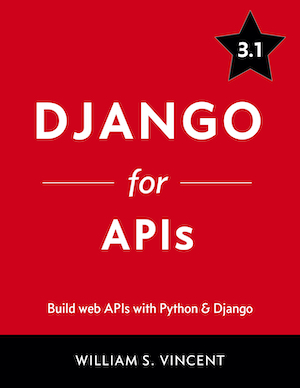 3.1
DJANGO
for
APIs
Build web APIs with Python & Django
WILLIAM S. VINCENT